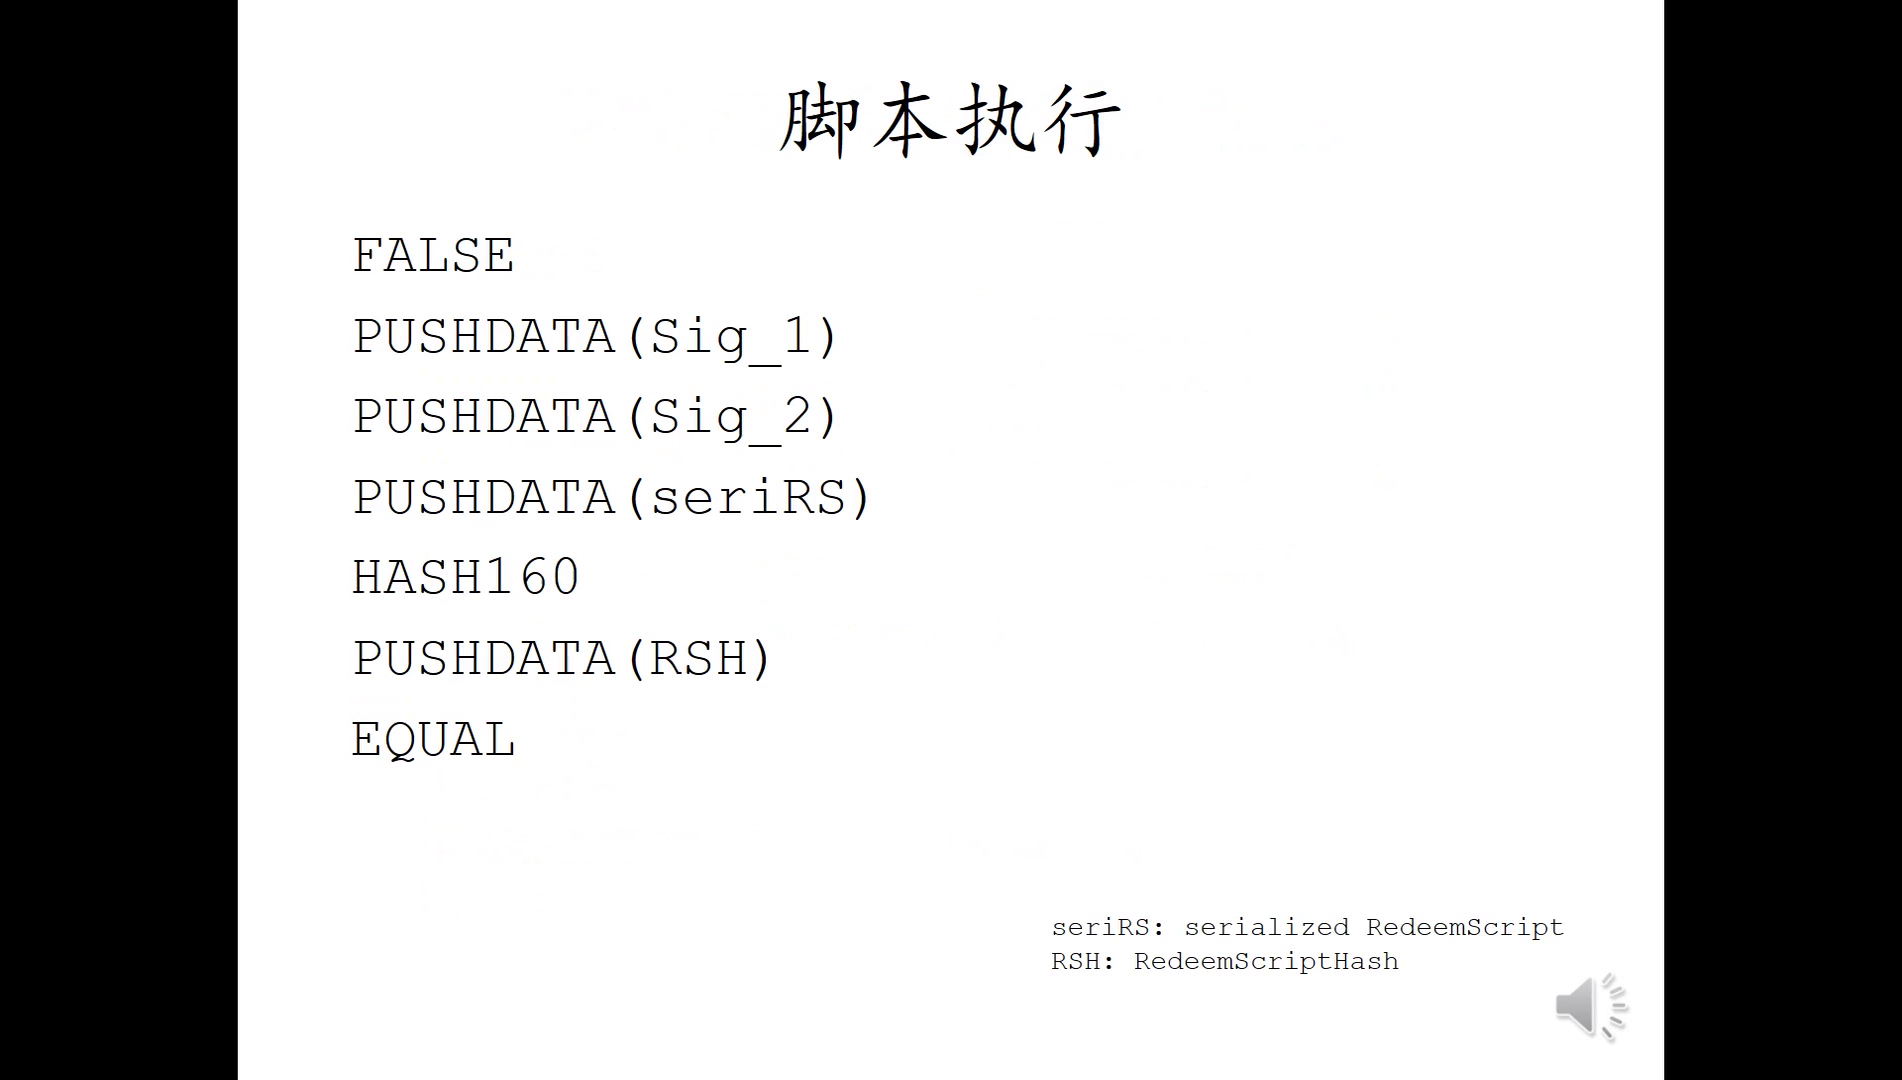 脚本执行
FALSE
PUSHDATA(Sig_1)
PUSHDATA(Sig_2)
PUSHDATA(seriRS)
HASH160
PUSHDATA(RSH)
EQUAL
seriRS: serialized RedeemScript
RSH: RedeemScriptHash